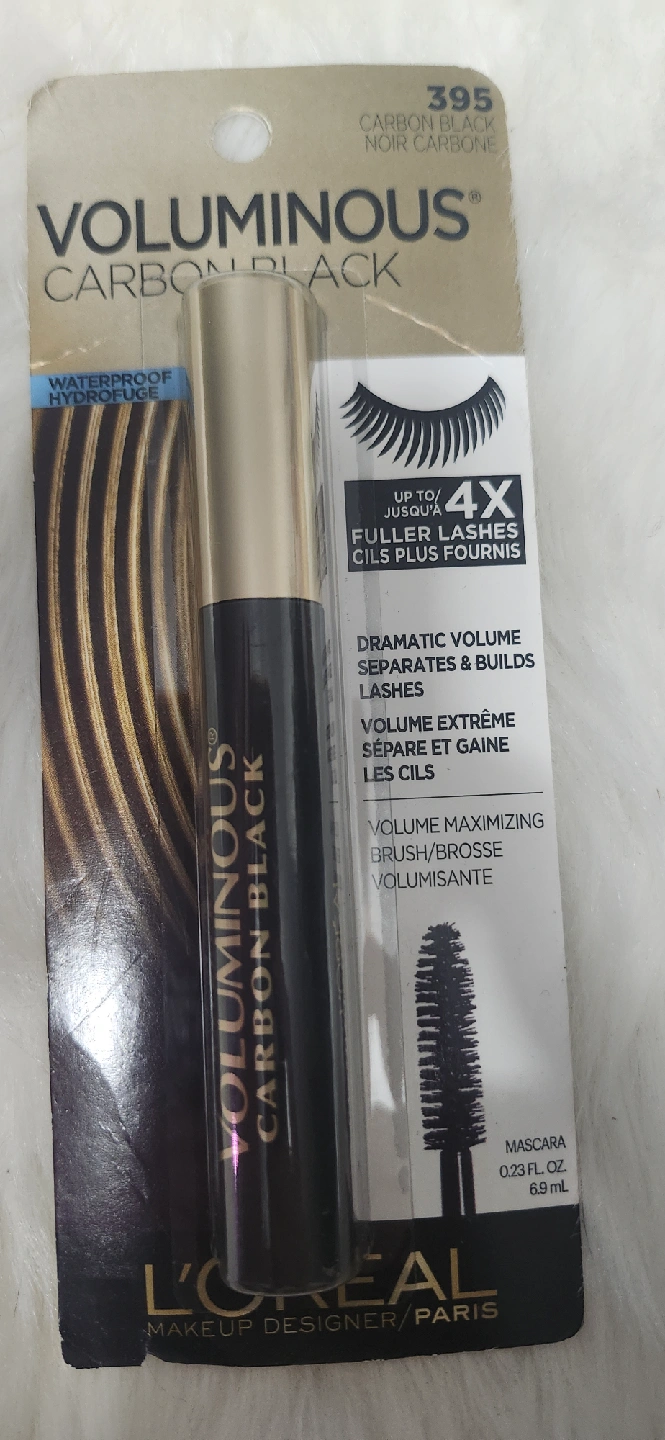 395
CARBON BLACK
NOIR CARBONE
VOLUMINOUS®
CARBON BLACK
WATERPROOF
HYDROFUGE
UP TO/
JUSQU'À
4X
FULLER LASHES
CILS PLUS FOURNIS
DRAMATIC VOLUME
SEPARATES & BUILDS
LASHES
VOLUME EXTRÊME
SÉPARE ET GAINE
LES CILS
VOLUME MAXIMIZING
BRUSH/BROSSE
VOLUMISANTE
VOLUMINOUS®
CARBON BLACK
MASCARA
0.23 FL. OZ.
6.9 mL
L'ORÉAL
MAKEUP DESIGNER/PARIS